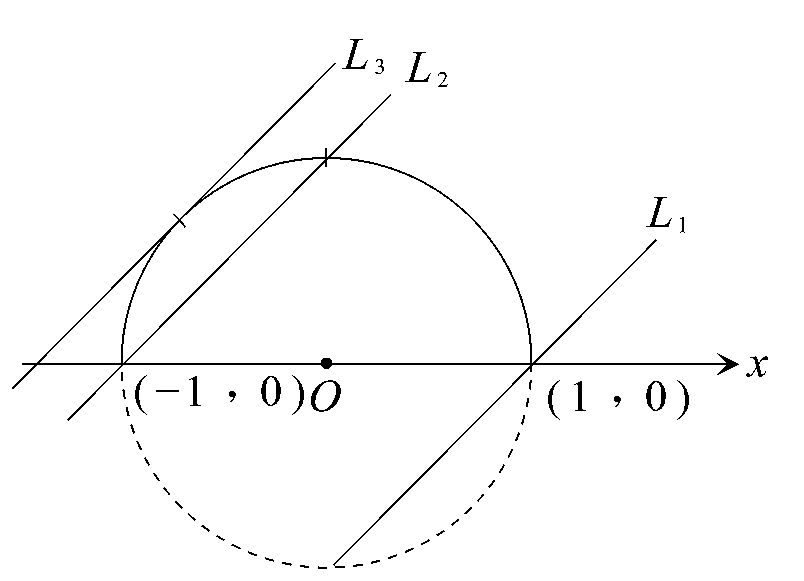 L₃
L₂
L₁
x
(−1 , 0)
O
(1 , 0)